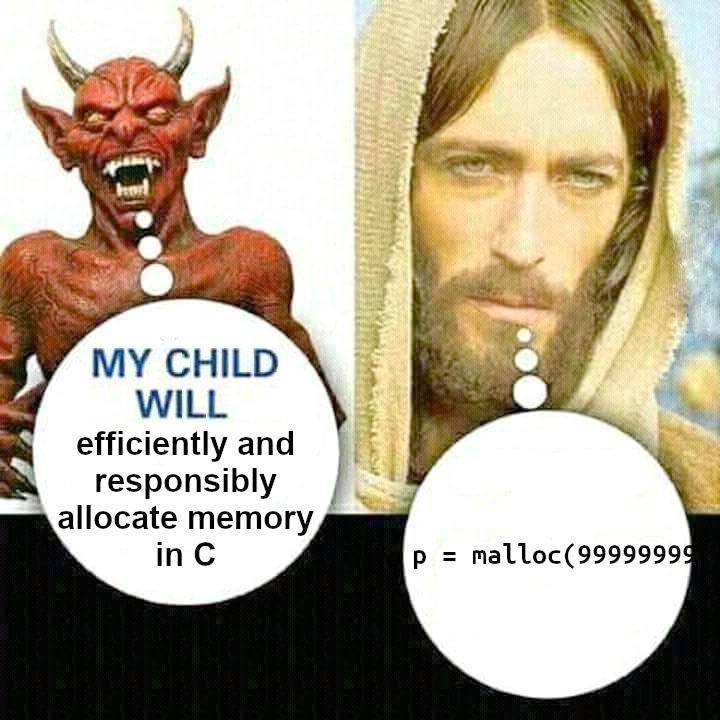 MY CHILD
WILL
efficiently and
responsibly
allocate memory
in C
p = malloc(99999999